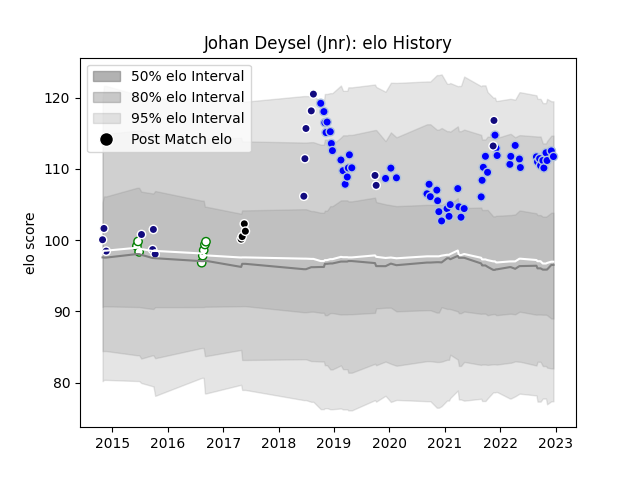 Johan Deysel (Jnr): elo History
50% elo Interval
80% elo Interval
95% elo Interval
Post Match elo
elo score
120
110
100
90
80
2015 2016 2017 2018 2019 2020 2021 2022 2023